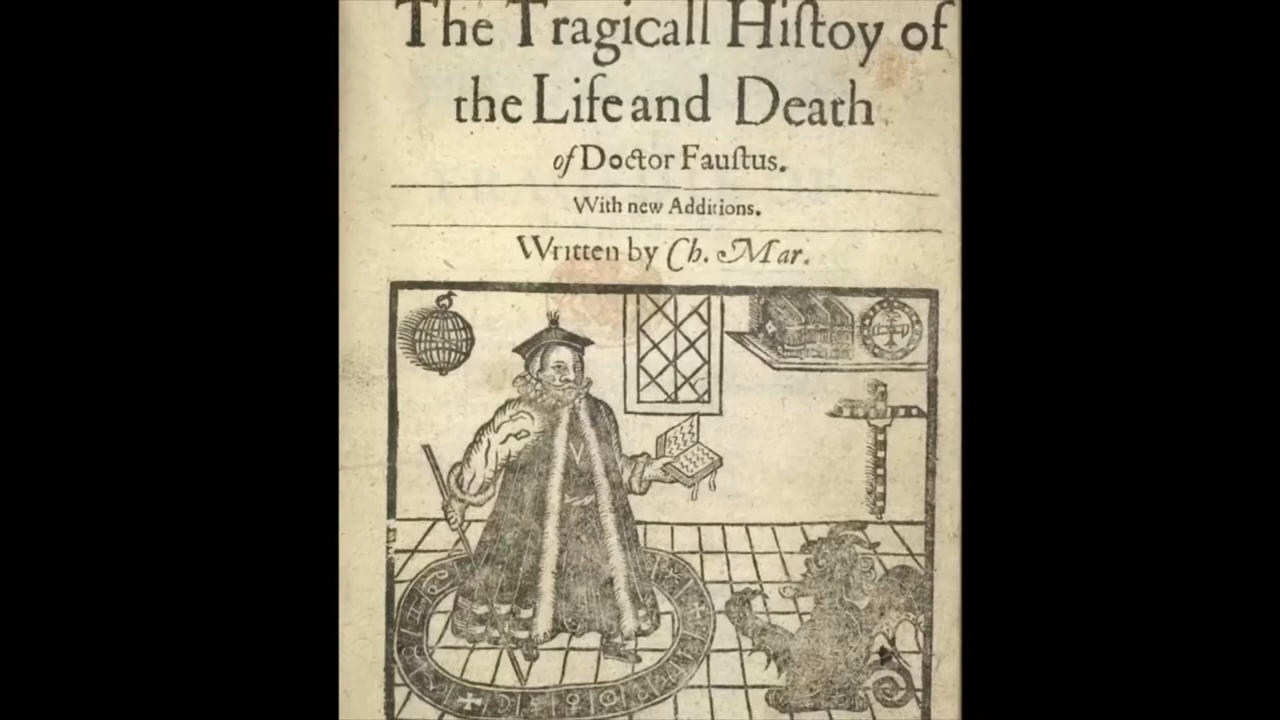 The Tragicall Hiſtoy of
the Life and Death
of Doctor Fauſtus.
With new Additions.
Written by Ch. Mar.